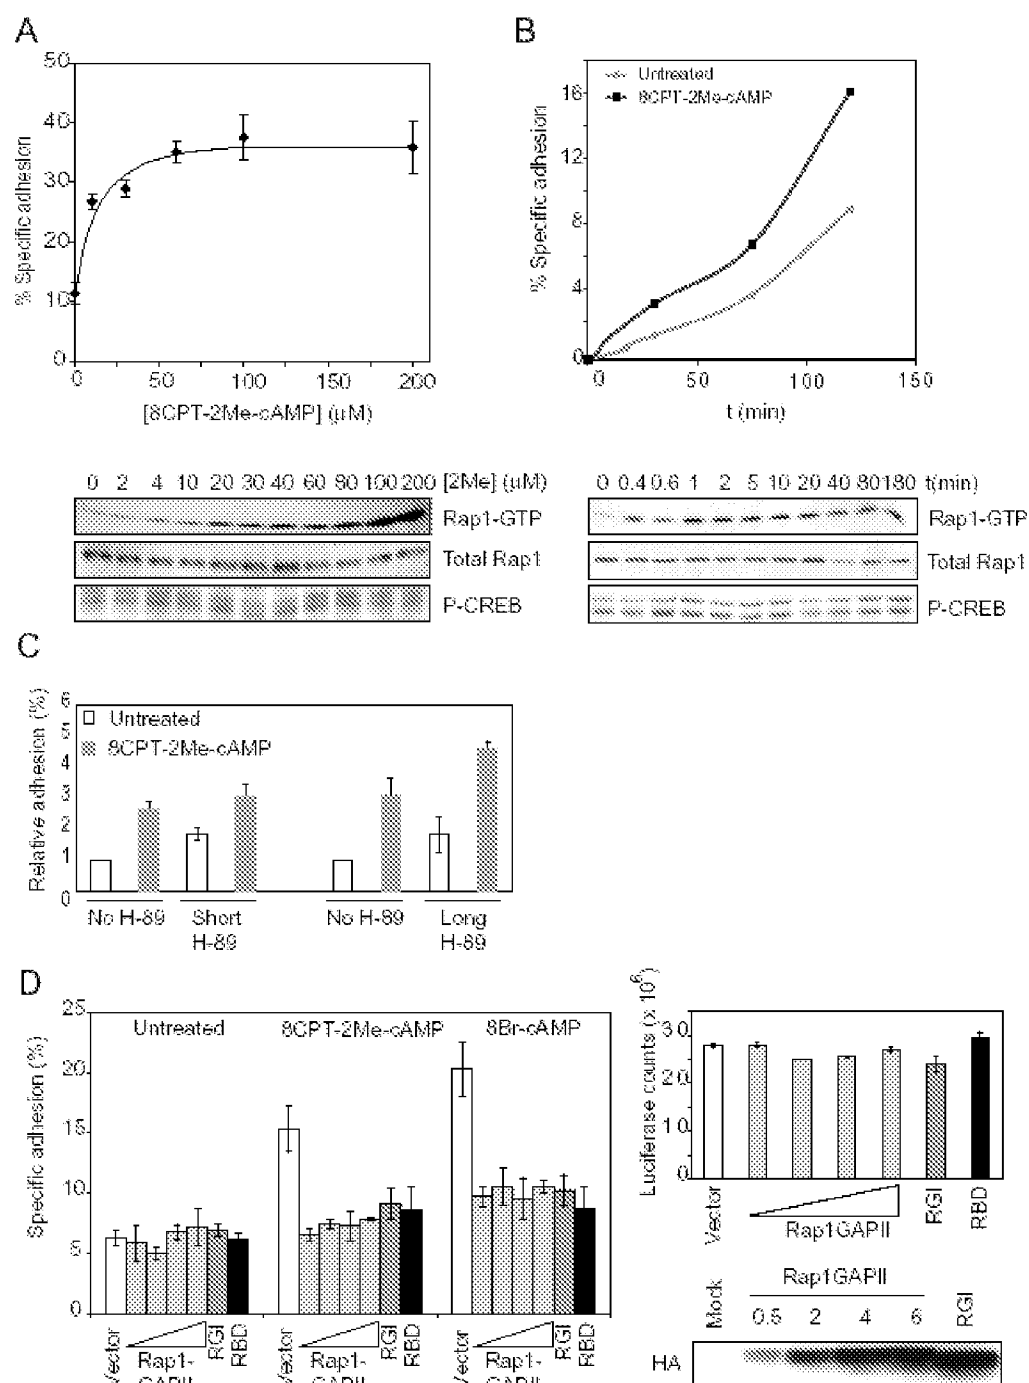 A
50
40
30
20
10
0
% Specific adhesion
0 50 100 150 200
[8CPT-2Me-cAMP] (μM)
B
Untreated
8CPT-2Me-cAMP
16
12
8
4
0
% Specific adhesion
0 50 100 150
t (min)
0 2 4 10 20 30 40 60 80 100 200 [2Me] (μM)
Rap1-GTP
Total Rap1
P-CREB
0 0.4 0.6 1 2 5 10 20 40 80 180 t(min)
Rap1-GTP
Total Rap1
P-CREB
C
Relative adhesion (%)
6
5
4
3
2
1
0
Untreated
8CPT-2Me-cAMP
No H-89
Short
H-89
No H-89
Long
H-89
D
Specific adhesion (%)
25
20
15
10
5
0
Untreated
8CPT-2Me-cAMP
8Br-cAMP
Vector
Rap1-
GAPII
RGI
RBD
Vector
Rap1-
GAPII
RGI
RBD
Vector
Rap1-
GAPII
RGI
RBD
Luciferase counts (x 10⁶)
30
20
10
0
Vector
Rap1GAPII
RGI
RBD
Mock
Rap1GAPII
0.5 2 4 6
RGI
HA